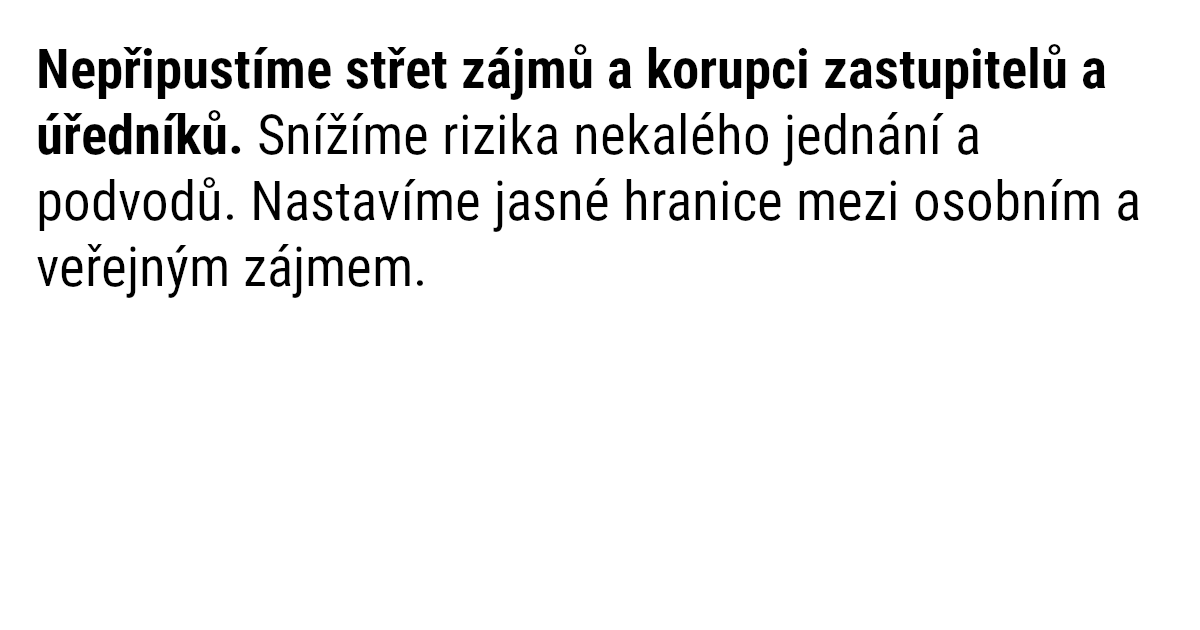 Nepřipustíme střet zájmů a korupci zastupitelů a
úředníků. Snížíme rizika nekalého jednání a
podvodů. Nastavíme jasné hranice mezi osobním a
veřejným zájmem.